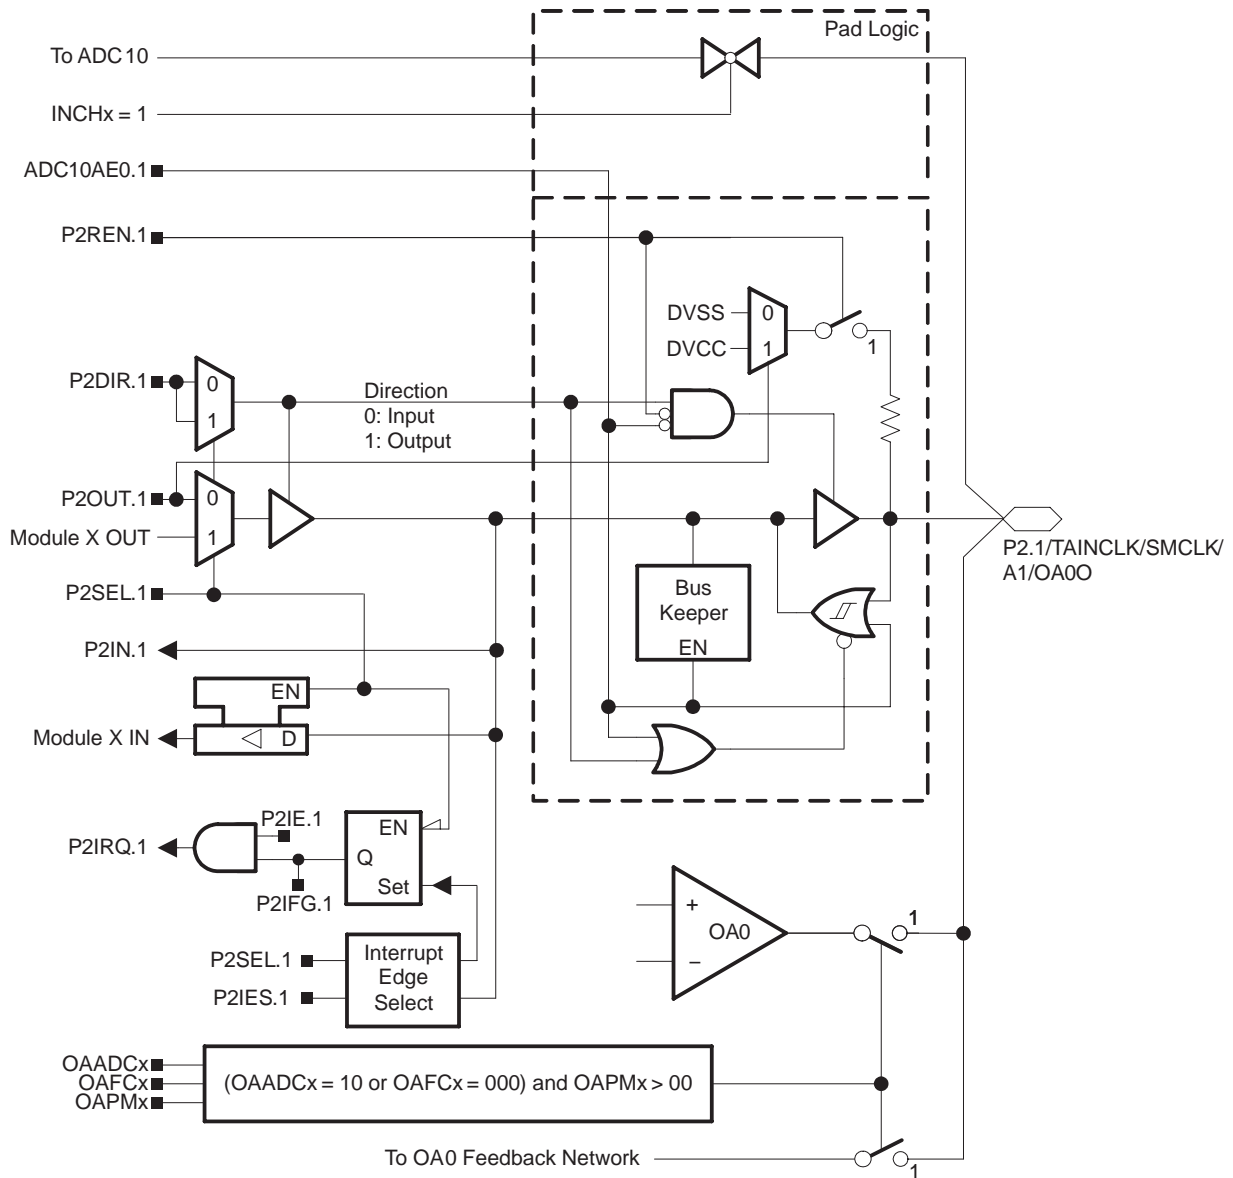 Pad Logic
To ADC10
INCHx = 1
ADC10AE0.1
P2REN.1
DVSS
0
DVCC
1
1
P2DIR.1
0
1
Direction
0: Input
1: Output
P2OUT.1
0
Module X OUT
1
P2SEL.1
P2.1/TAINCLK/SMCLK/
A1/OA0O
Bus
Keeper
EN
P2IN.1
EN
Module X IN
D
P2IE.1
P2IRQ.1
P2IFG.1
EN
Q
Set
P2SEL.1
P2IES.1
Interrupt
Edge
Select
+
OA0
−
1
OAADCx
OAFCx
OAPMx
(OAADCx = 10 or OAFCx = 000) and OAPMx > 00
To OA0 Feedback Network
1